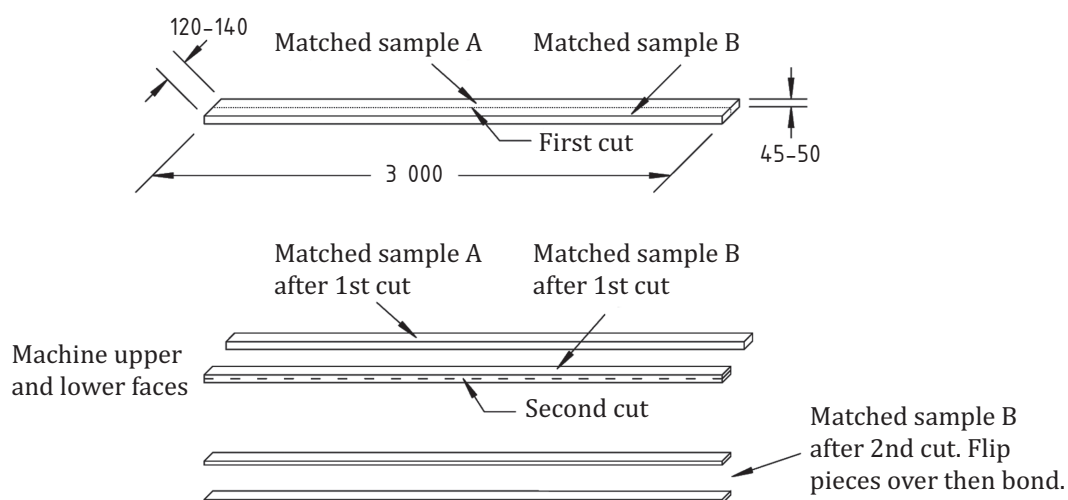 120–140
Matched sample A
Matched sample B
First cut
45–50
3 000
Matched sample A
after 1st cut
Matched sample B
after 1st cut
Machine upper
and lower faces
Second cut
Matched sample B
after 2nd cut. Flip
pieces over then bond.